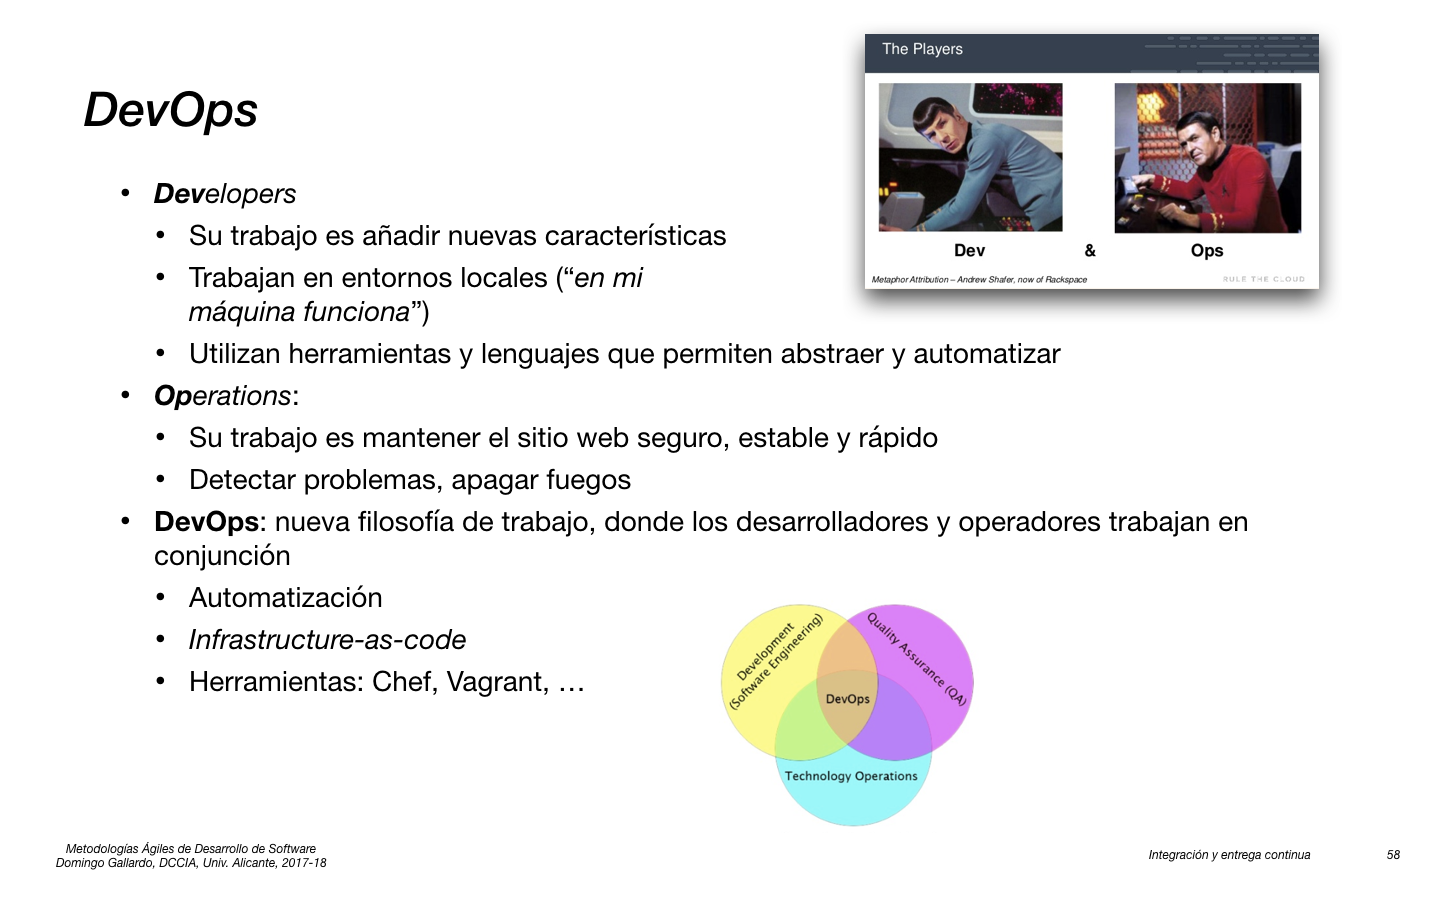 The Players
DevOps
• Developers
• Su trabajo es añadir nuevas características
Dev & Ops
• Trabajan en entornos locales (“en mi
máquina funciona”)
Metaphor Attribution – Andrew Shafer, now of Rackspace
RULE THE CLOUD
• Utilizan herramientas y lenguajes que permiten abstraer y automatizar
• Operations:
• Su trabajo es mantener el sitio web seguro, estable y rápido
• Detectar problemas, apagar fuegos
• DevOps: nueva filosofía de trabajo, donde los desarrolladores y operadores trabajan en
conjunción
• Automatización
• Infrastructure-as-code
• Herramientas: Chef, Vagrant, …
Development
(Software Engineering)
Quality Assurance (QA)
DevOps
Technology Operations
Metodologías Ágiles de Desarrollo de Software
Domingo Gallardo, DCCIA, Univ. Alicante, 2017-18
Integración y entrega continua
58